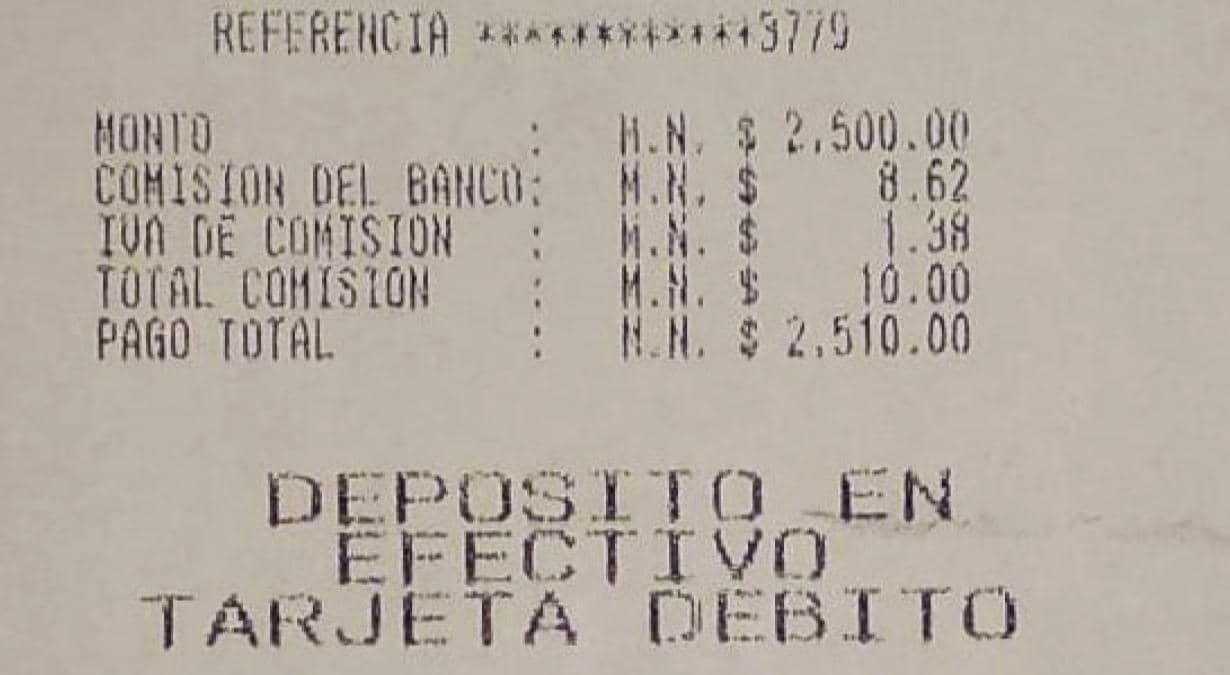 REFERENCIA ************3779
MONTO : M.N. $ 2,500.00
COMISION DEL BANCO: M.N. $ 8.62
IVA DE COMISION : M.N. $ 1.38
TOTAL COMISION : M.N. $ 10.00
PAGO TOTAL : M.N. $ 2,510.00
DEPOSITO EN
EFECTIVO
TARJETA DEBITO